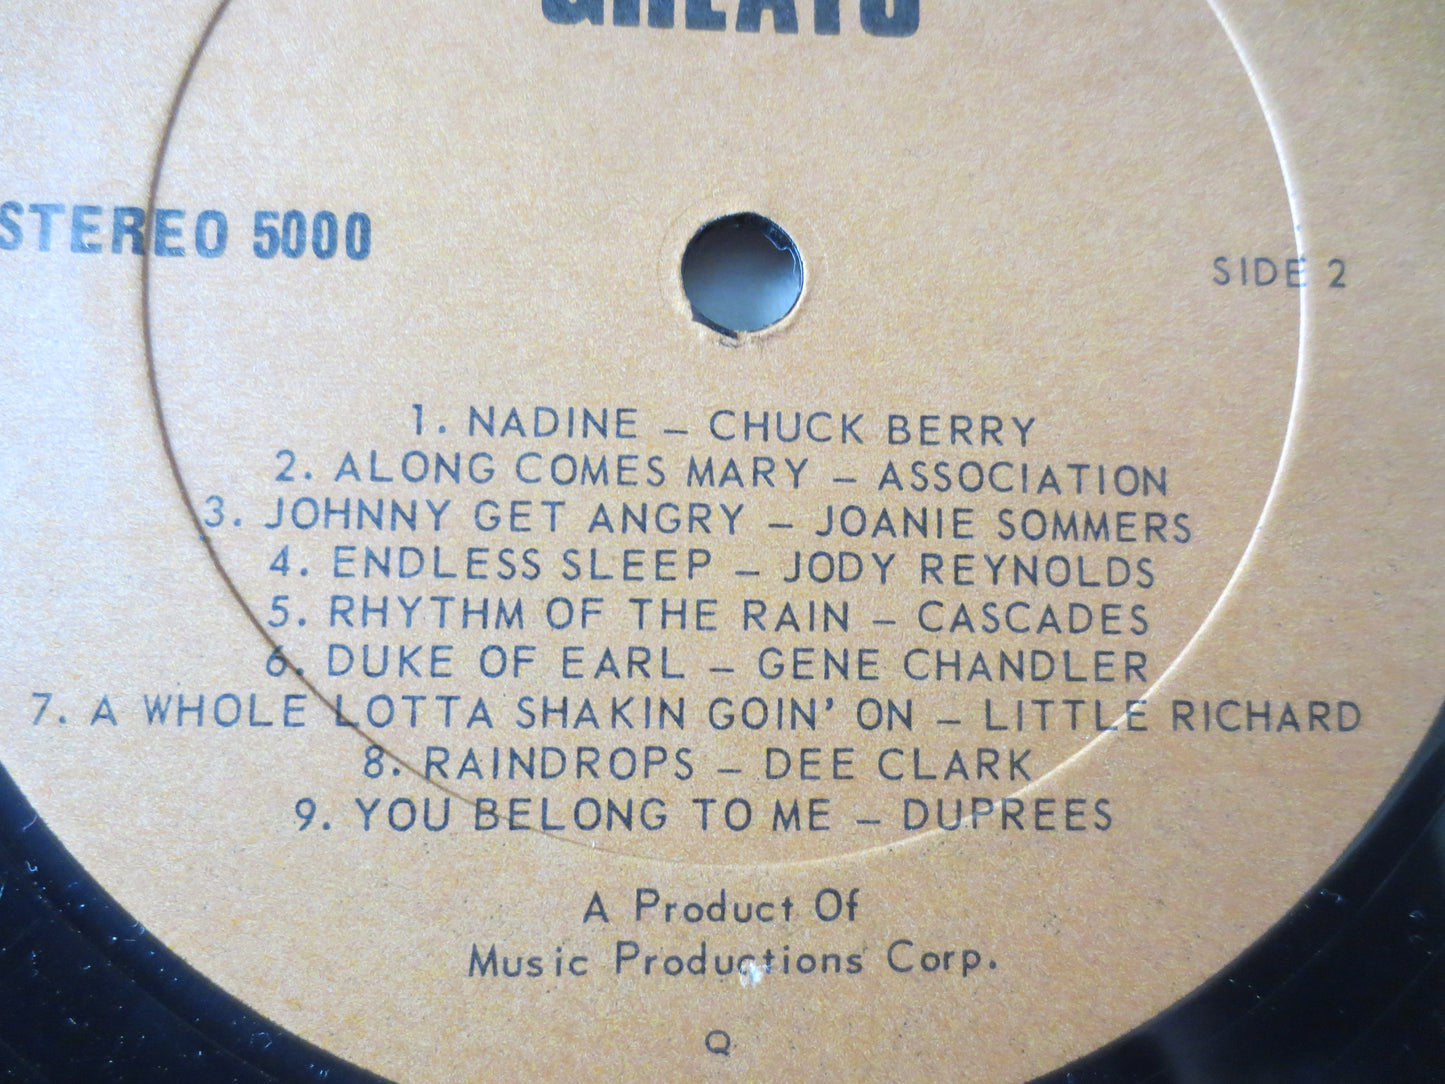 GREATS
STEREO 5000
SIDE 2
1. NADINE – CHUCK BERRY
2. ALONG COMES MARY – ASSOCIATION
3. JOHNNY GET ANGRY – JOANIE SOMMERS
4. ENDLESS SLEEP – JODY REYNOLDS
5. RHYTHM OF THE RAIN – CASCADES
6. DUKE OF EARL – GENE CHANDLER
7. A WHOLE LOTTA SHAKIN GOIN' ON – LITTLE RICHARD
8. RAINDROPS – DEE CLARK
9. YOU BELONG TO ME – DUPREES
A Product Of
Music Productions Corp.
Q